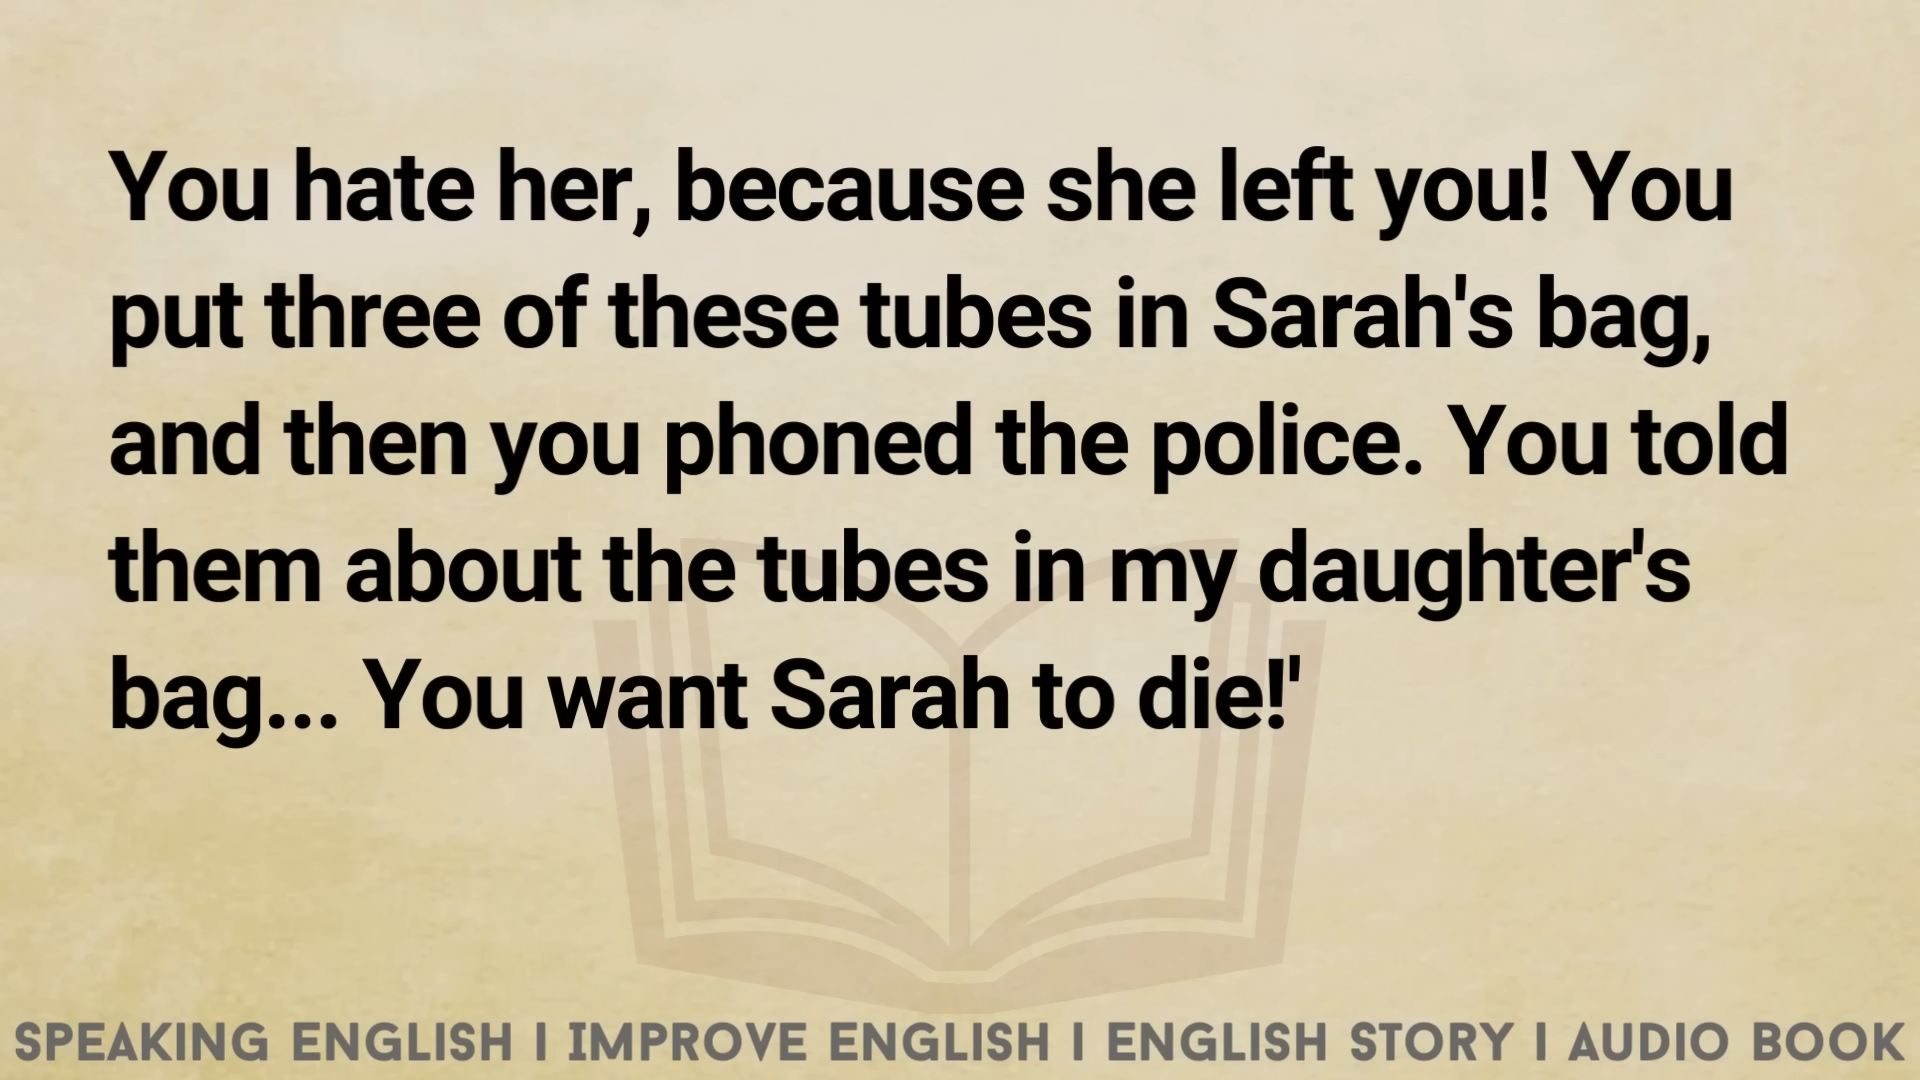 You hate her, because she left you! You
put three of these tubes in Sarah's bag,
and then you phoned the police. You told
them about the tubes in my daughter's
bag... You want Sarah to die!'
SPEAKING ENGLISH I IMPROVE ENGLISH I ENGLISH STORY I AUDIO BOOK